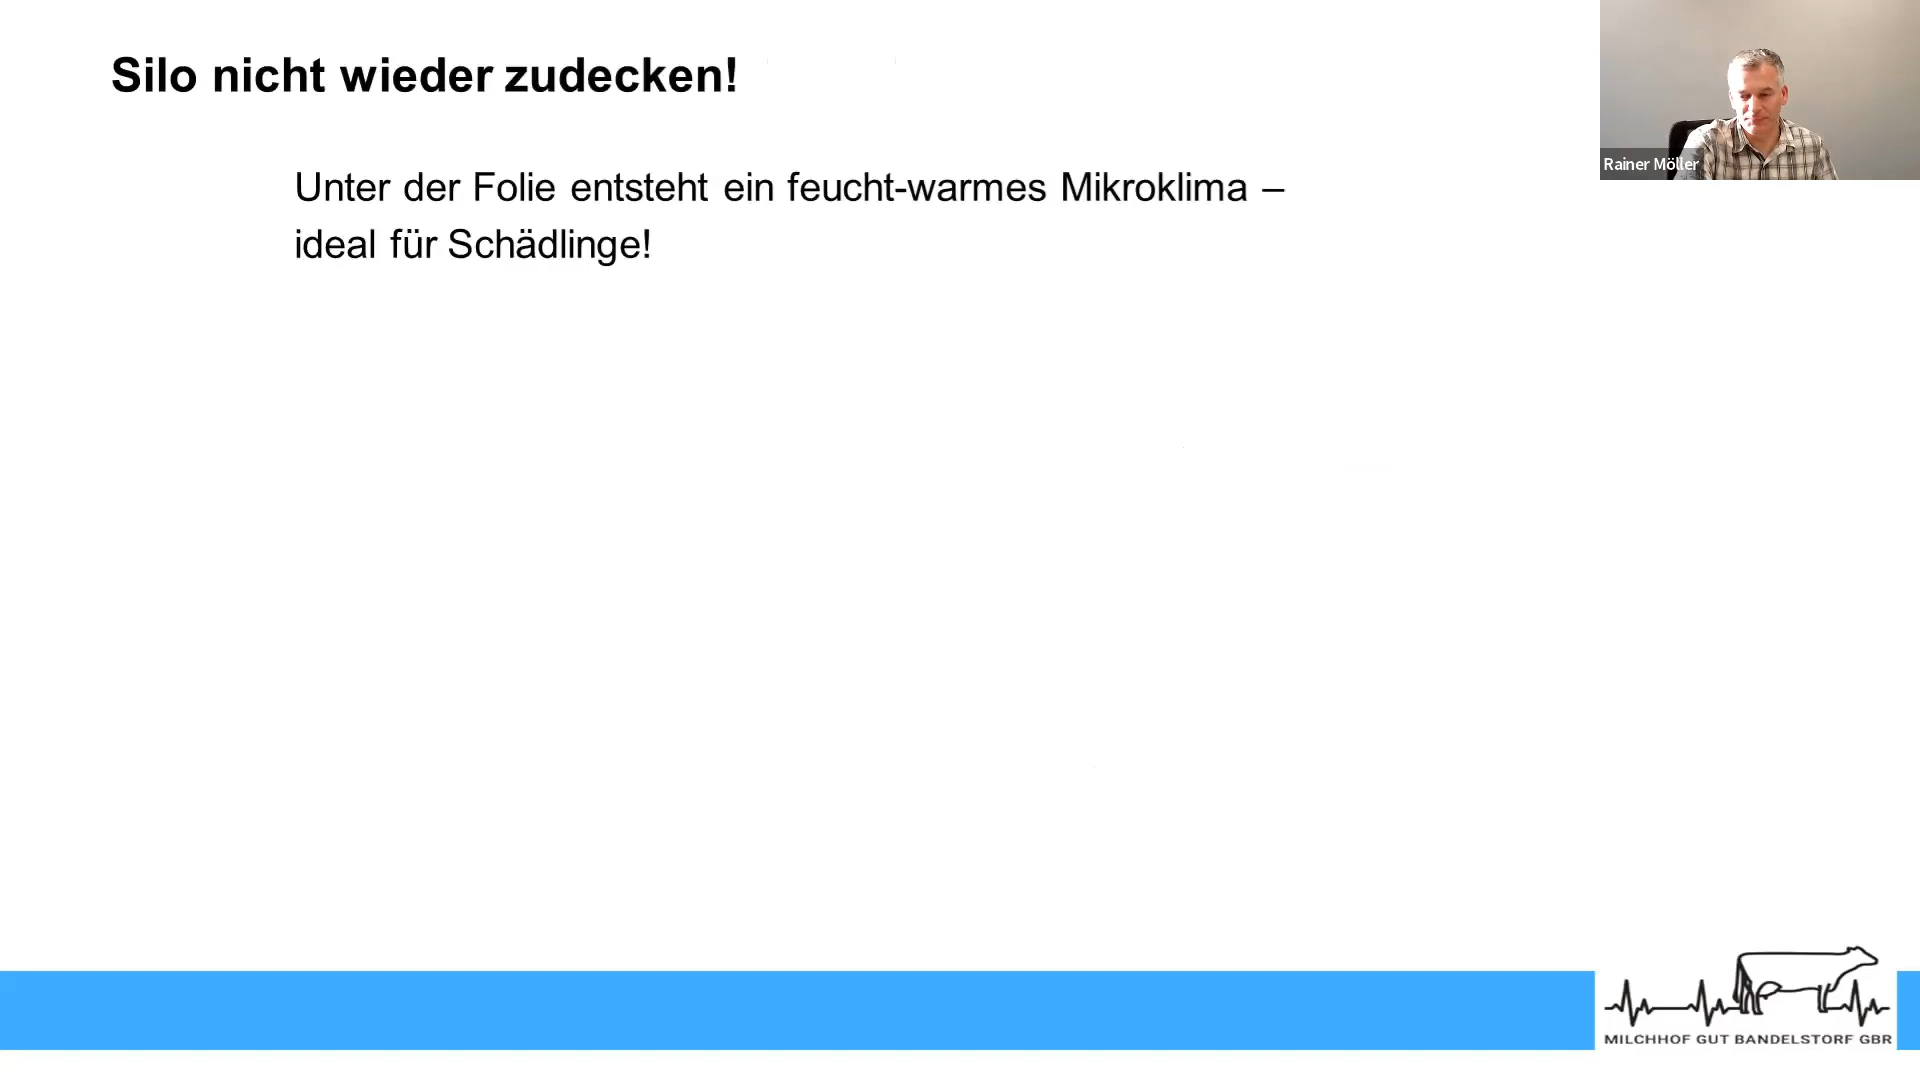 Silo nicht wieder zudecken!
Rainer Möller
Unter der Folie entsteht ein feucht-warmes Mikroklima –
ideal für Schädlinge!
MILCHHOF GUT BANDELSTORF GBR